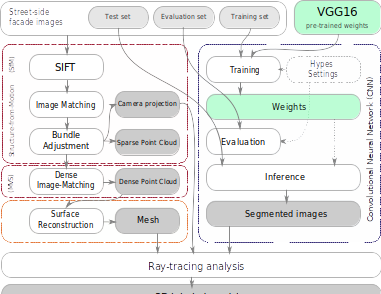 Street-side
facade images
Test set
Evaluation set
Training set
VGG16
pre-trained weights
Structure-from-Motion (SfM)
SIFT
Image Matching
Camera projection
Bundle
Adjustment
Sparse Point Cloud
(MVS)
Dense
Image-Matching
Dense Point Cloud
Surface
Reconstruction
Mesh
Training
Hypes
Settings
Weights
Evaluation
Inference
Segmented images
Convolutional Neural Network (CNN)
Ray-tracing analysis